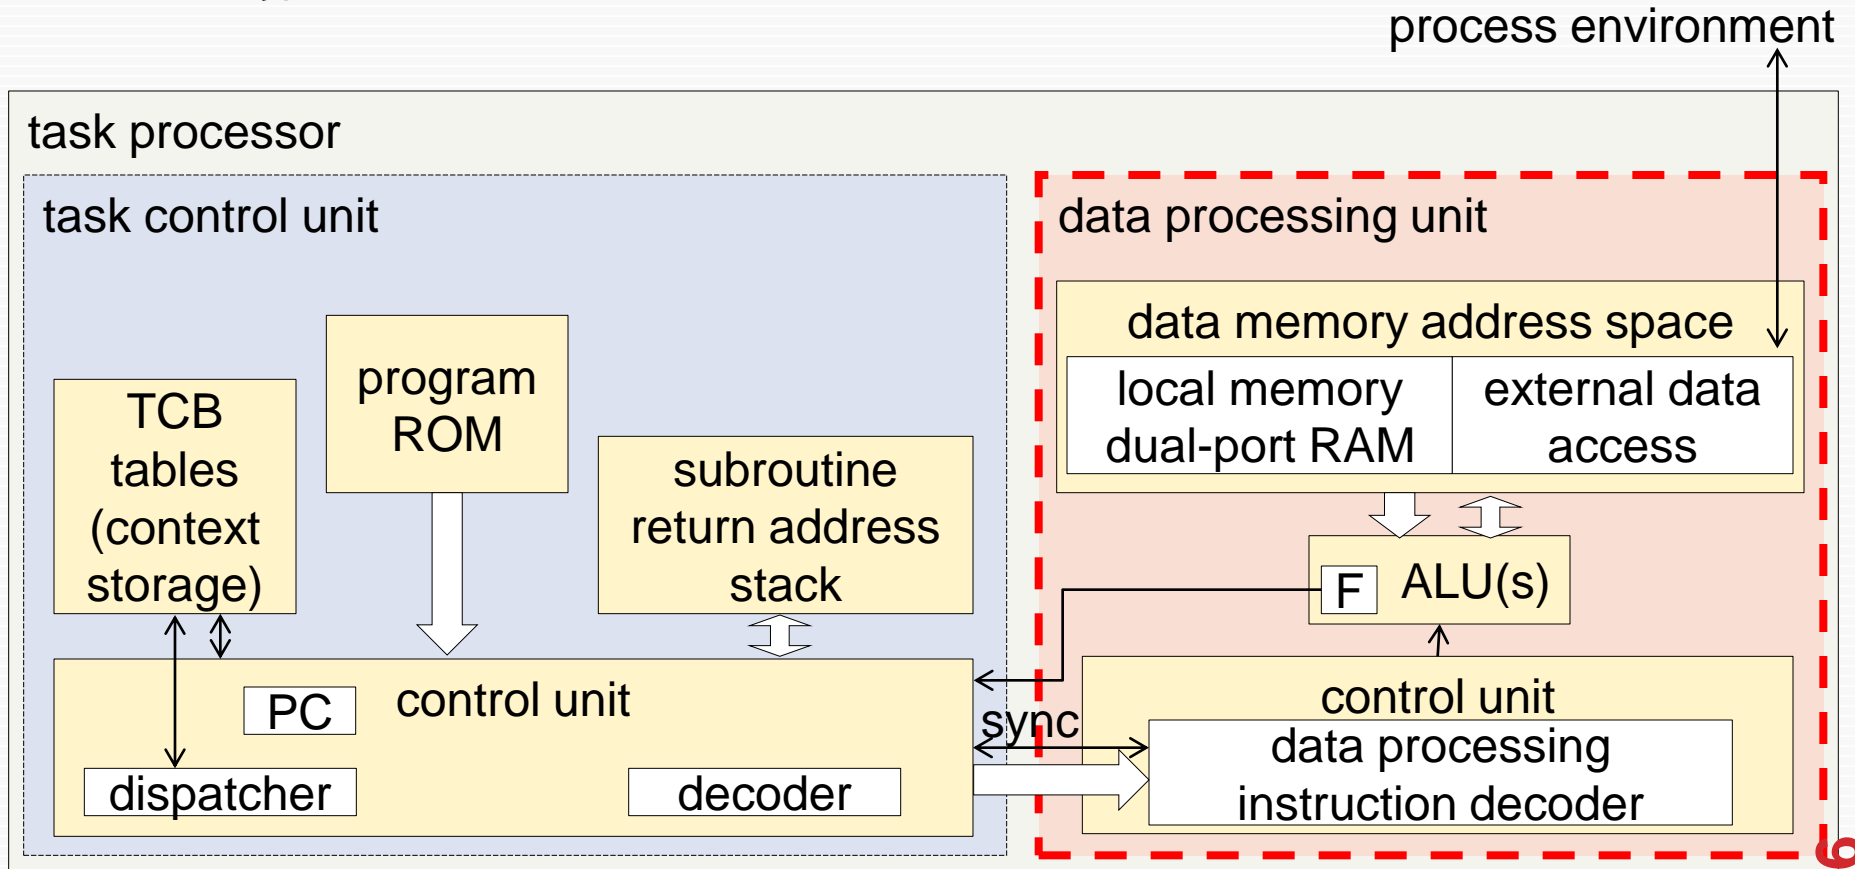 process environment
task processor
task control unit
data processing unit
data memory address space
local memory
dual-port RAM
external data
access
program
ROM
TCB
tables
(context
storage)
subroutine
return address
stack
F
ALU(s)
PC
control unit
dispatcher
decoder
sync
control unit
data processing
instruction decoder